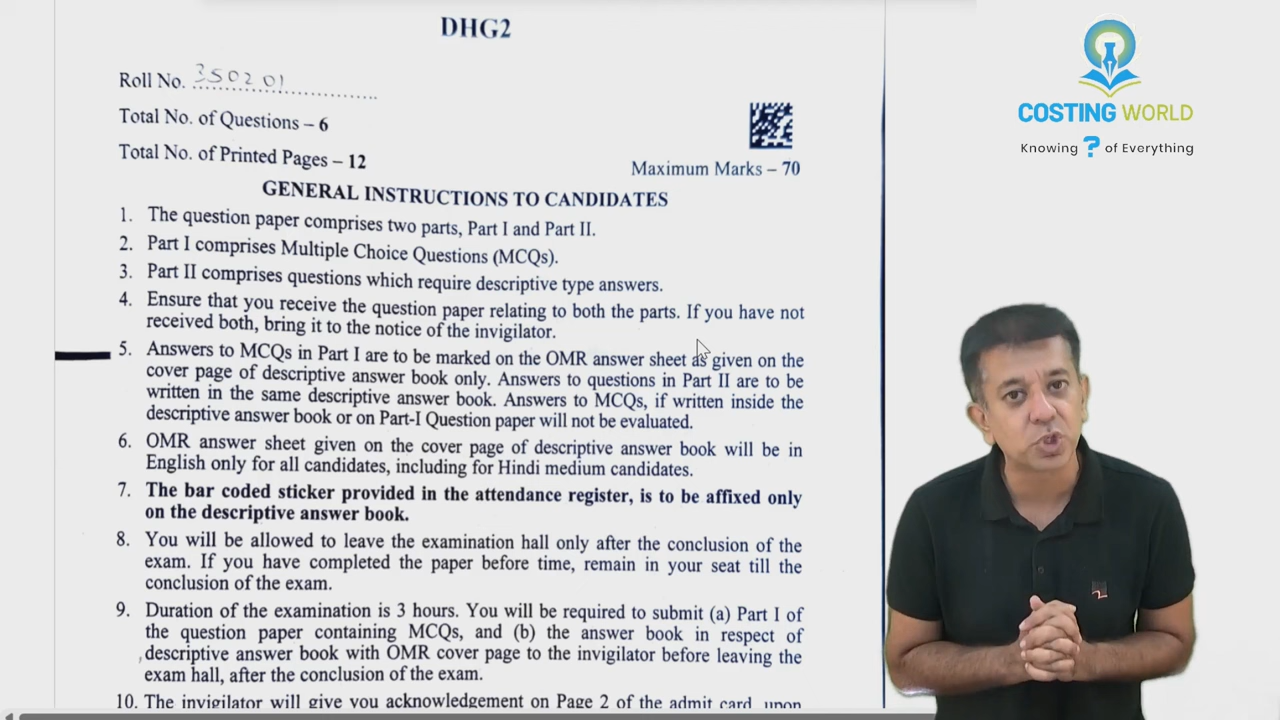 DHG2
Roll No. 350201
Total No. of Questions – 6
Total No. of Printed Pages – 12
Maximum Marks – 70
GENERAL INSTRUCTIONS TO CANDIDATES
1. The question paper comprises two parts, Part I and Part II.
2. Part I comprises Multiple Choice Questions (MCQs).
3. Part II comprises questions which require descriptive type answers.
4. Ensure that you receive the question paper relating to both the parts. If you have not
received both, bring it to the notice of the invigilator.
5. Answers to MCQs in Part I are to be marked on the OMR answer sheet as given on the
cover page of descriptive answer book only. Answers to questions in Part II are to be
written in the same descriptive answer book. Answers to MCQs, if written inside the
descriptive answer book or on Part-I Question paper will not be evaluated.
6. OMR answer sheet given on the cover page of descriptive answer book will be in
English only for all candidates, including for Hindi medium candidates.
7. The bar coded sticker provided in the attendance register, is to be affixed only
on the descriptive answer book.
8. You will be allowed to leave the examination hall only after the conclusion of the
exam. If you have completed the paper before time, remain in your seat till the
conclusion of the exam.
9. Duration of the examination is 3 hours. You will be required to submit (a) Part I of
the question paper containing MCQs, and (b) the answer book in respect of
descriptive answer book with OMR cover page to the invigilator before leaving the
exam hall, after the conclusion of the exam.
10. The invigilator will give you acknowledgement on Page 2 of the admit card, upon
COSTING WORLD
Knowing ? of Everything